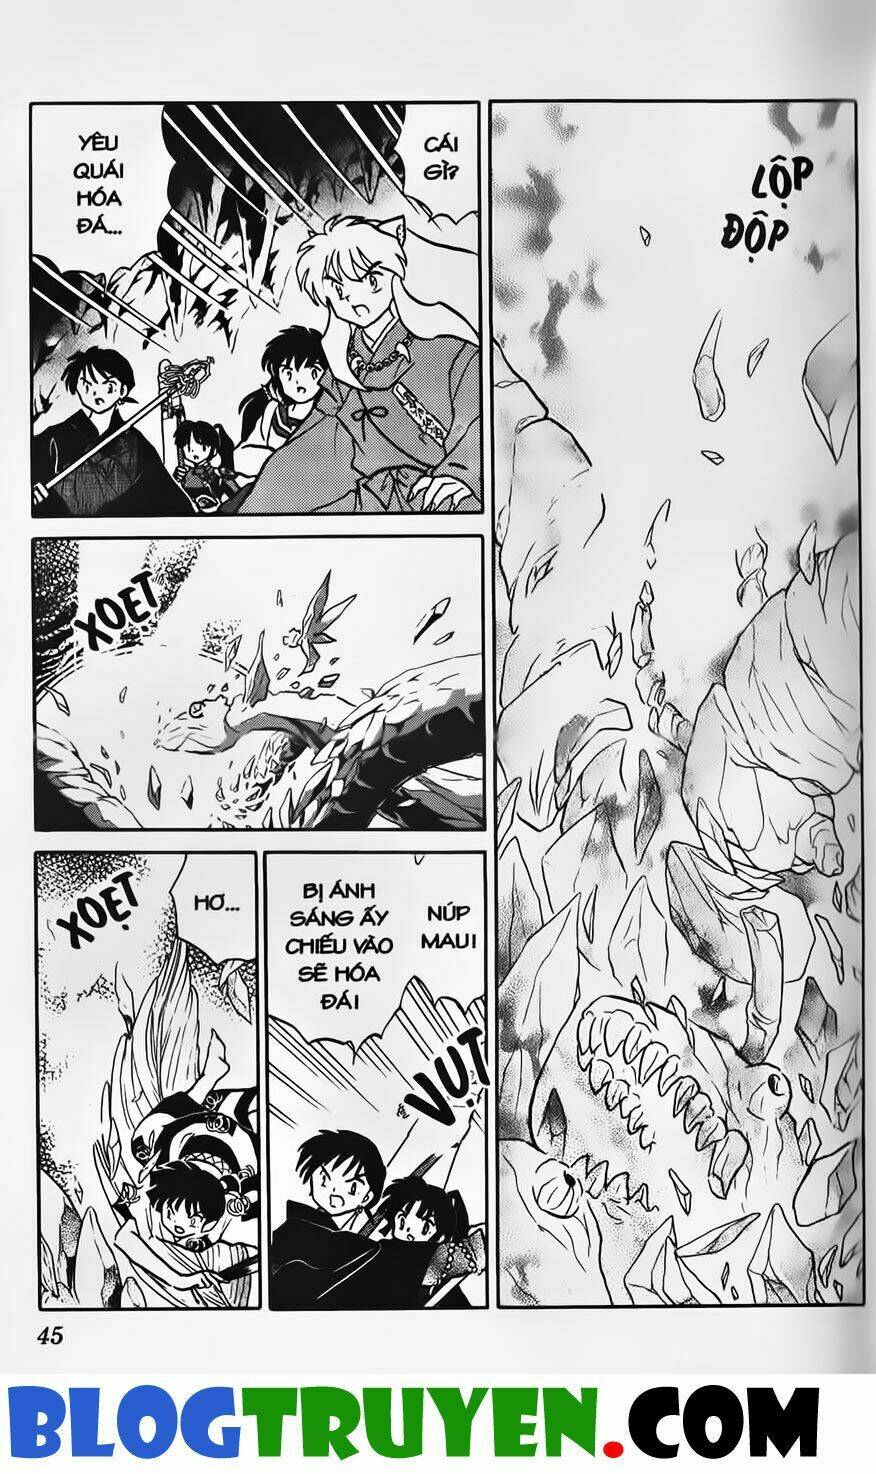 LỘP
ĐỘP
CÁI
GÌ?
YÊU
QUÁI
HÓA
ĐÁ...
XOẸT
NÚP
MAU!
BỊ ÁNH
SÁNG ẤY
CHIẾU VÀO
SẼ HÓA
ĐÁ!
VỤT
HƠ...
XOẸT
45
BLOGTRUYEN.COM